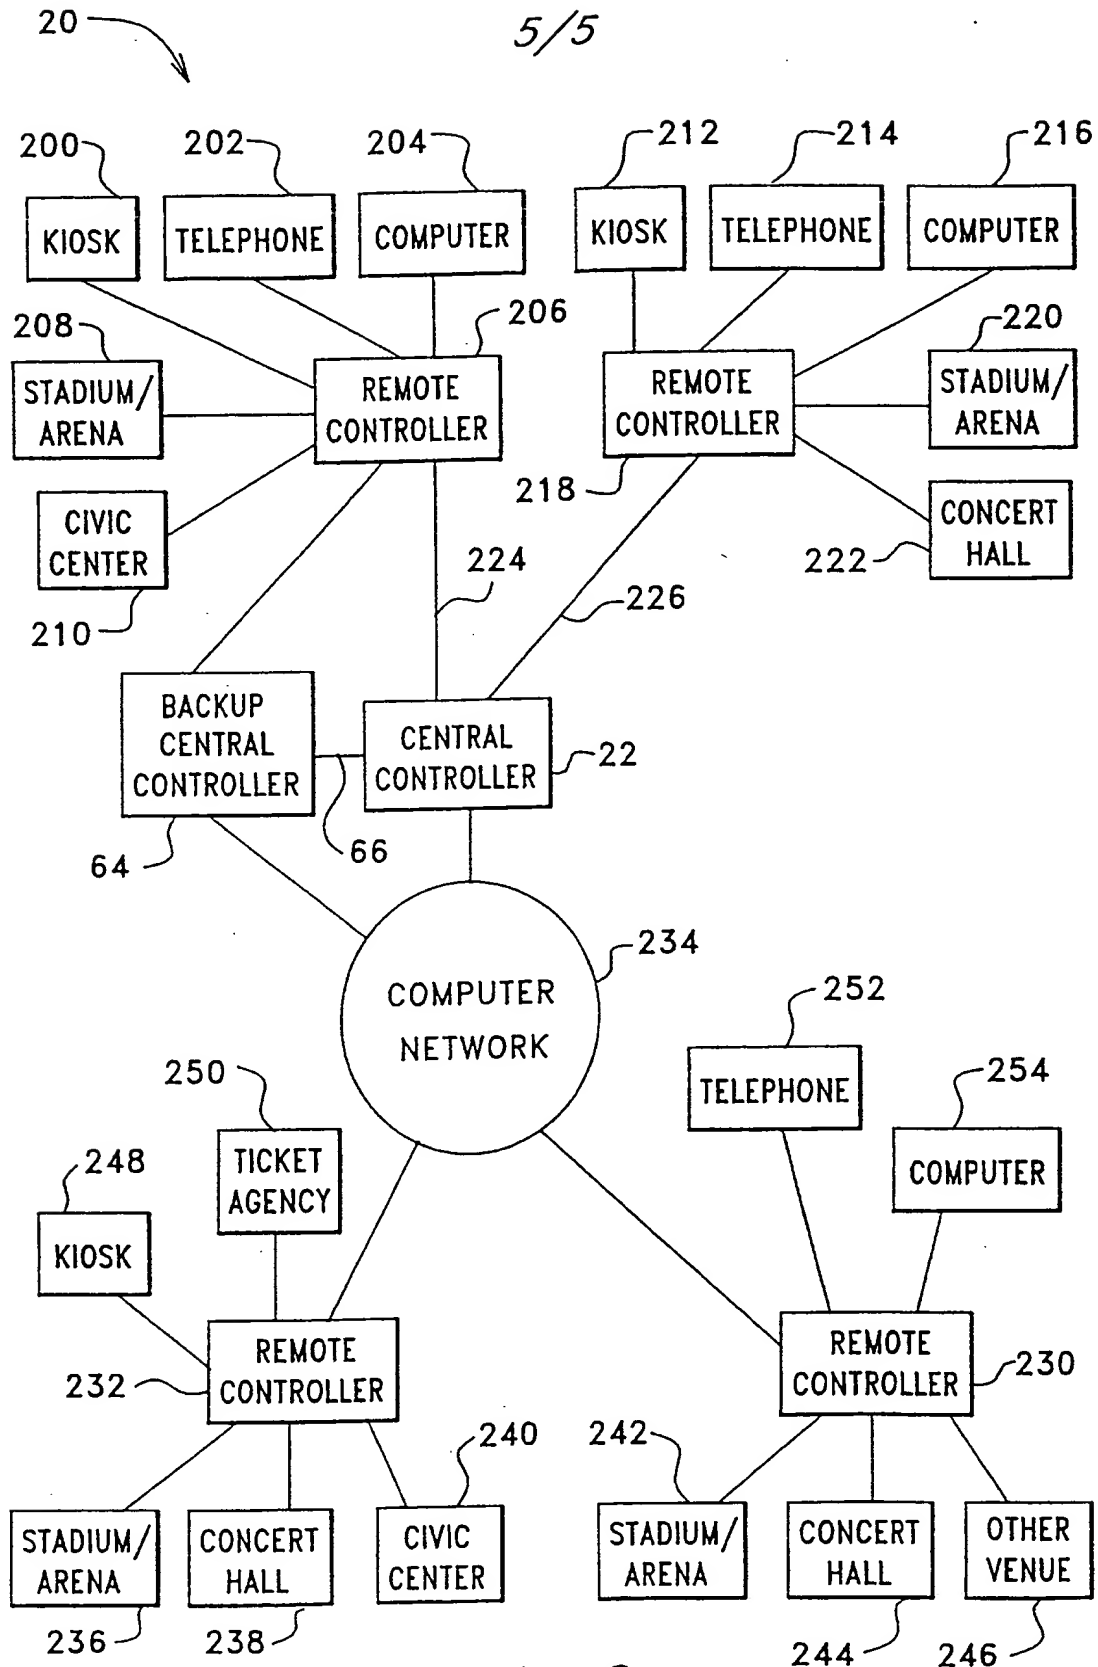 20
5/5
200
202
204
212
214
216
KIOSK
TELEPHONE
COMPUTER
KIOSK
TELEPHONE
COMPUTER
208
206
220
STADIUM/
ARENA
REMOTE
CONTROLLER
REMOTE
CONTROLLER
STADIUM/
ARENA
218
CIVIC
CENTER
CONCERT
HALL
210
224
226
222
BACKUP
CENTRAL
CONTROLLER
CENTRAL
CONTROLLER
22
64
66
234
COMPUTER
NETWORK
252
250
TELEPHONE
254
248
TICKET
AGENCY
COMPUTER
KIOSK
REMOTE
CONTROLLER
232
REMOTE
CONTROLLER
230
240
242
STADIUM/
ARENA
CONCERT
HALL
CIVIC
CENTER
STADIUM/
ARENA
CONCERT
HALL
OTHER
VENUE
236
238
244
246